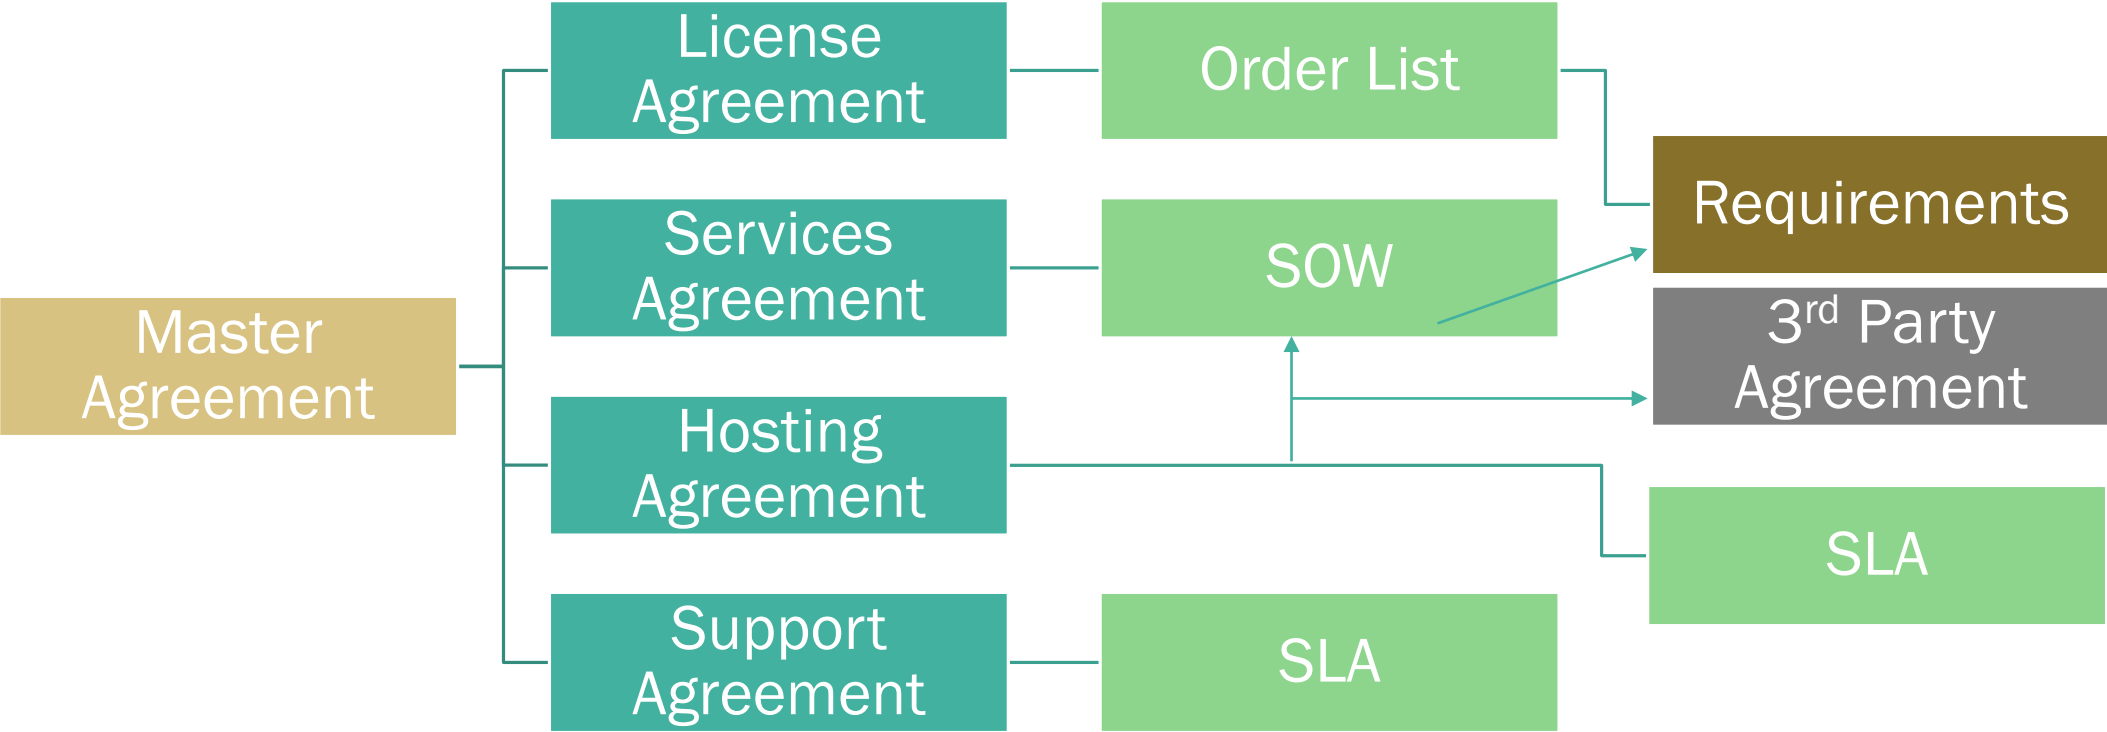 License
Agreement
Order List
Requirements
Services
Agreement
SOW
3rd Party
Agreement
Master
Agreement
Hosting
Agreement
SLA
Support
Agreement
SLA